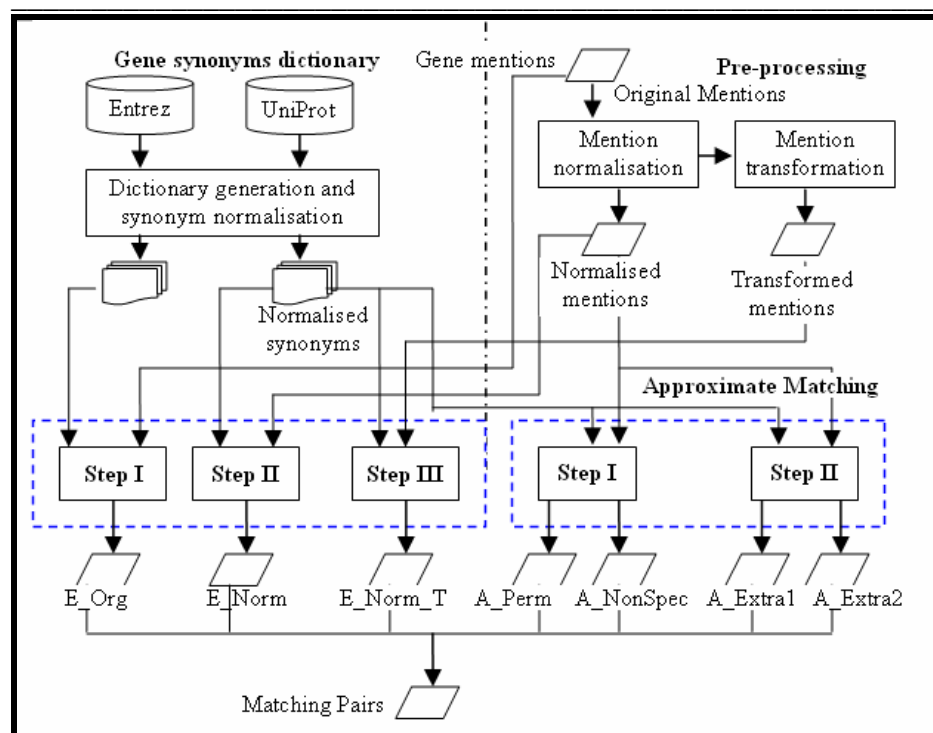 Gene synonyms dictionary
Entrez
UniProt
Dictionary generation and
synonym normalisation
Normalised
synonyms
Gene mentions
Pre-processing
Original Mentions
Mention
normalisation
Mention
transformation
Normalised
mentions
Transformed
mentions
Approximate Matching
Step I
Step II
Step III
Step I
Step II
E_Org
E_Norm
E_Norm_T
A_Perm
A_NonSpec
A_Extra1
A_Extra2
Matching Pairs